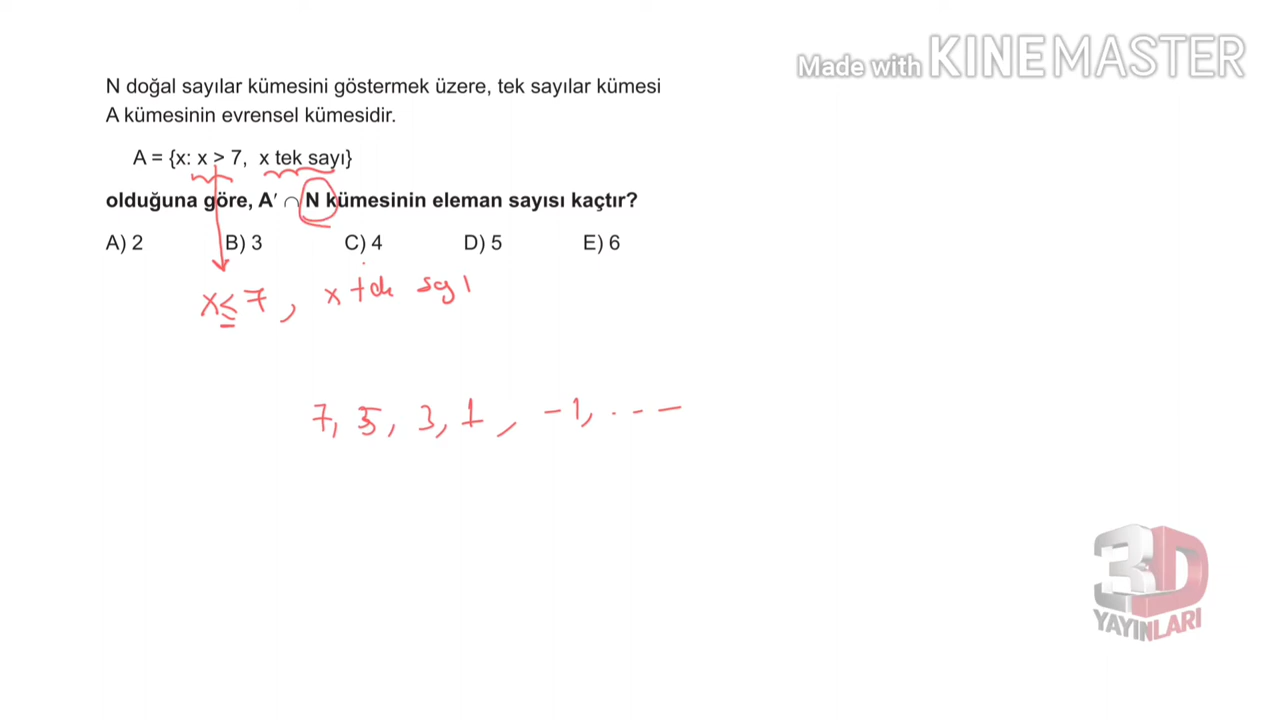 Made with KINEMASTER
N doğal sayılar kümesini göstermek üzere, tek sayılar kümesi
A kümesinin evrensel kümesidir.
A = {x: x > 7, x tek sayı}
olduğuna göre, A′ ∩ N kümesinin eleman sayısı kaçtır?
A) 2 B) 3 C) 4 D) 5 E) 6
x ≤ 7, x tek sayı
7, 5, 3, 1, -1, ...
3D
YAYINLARI